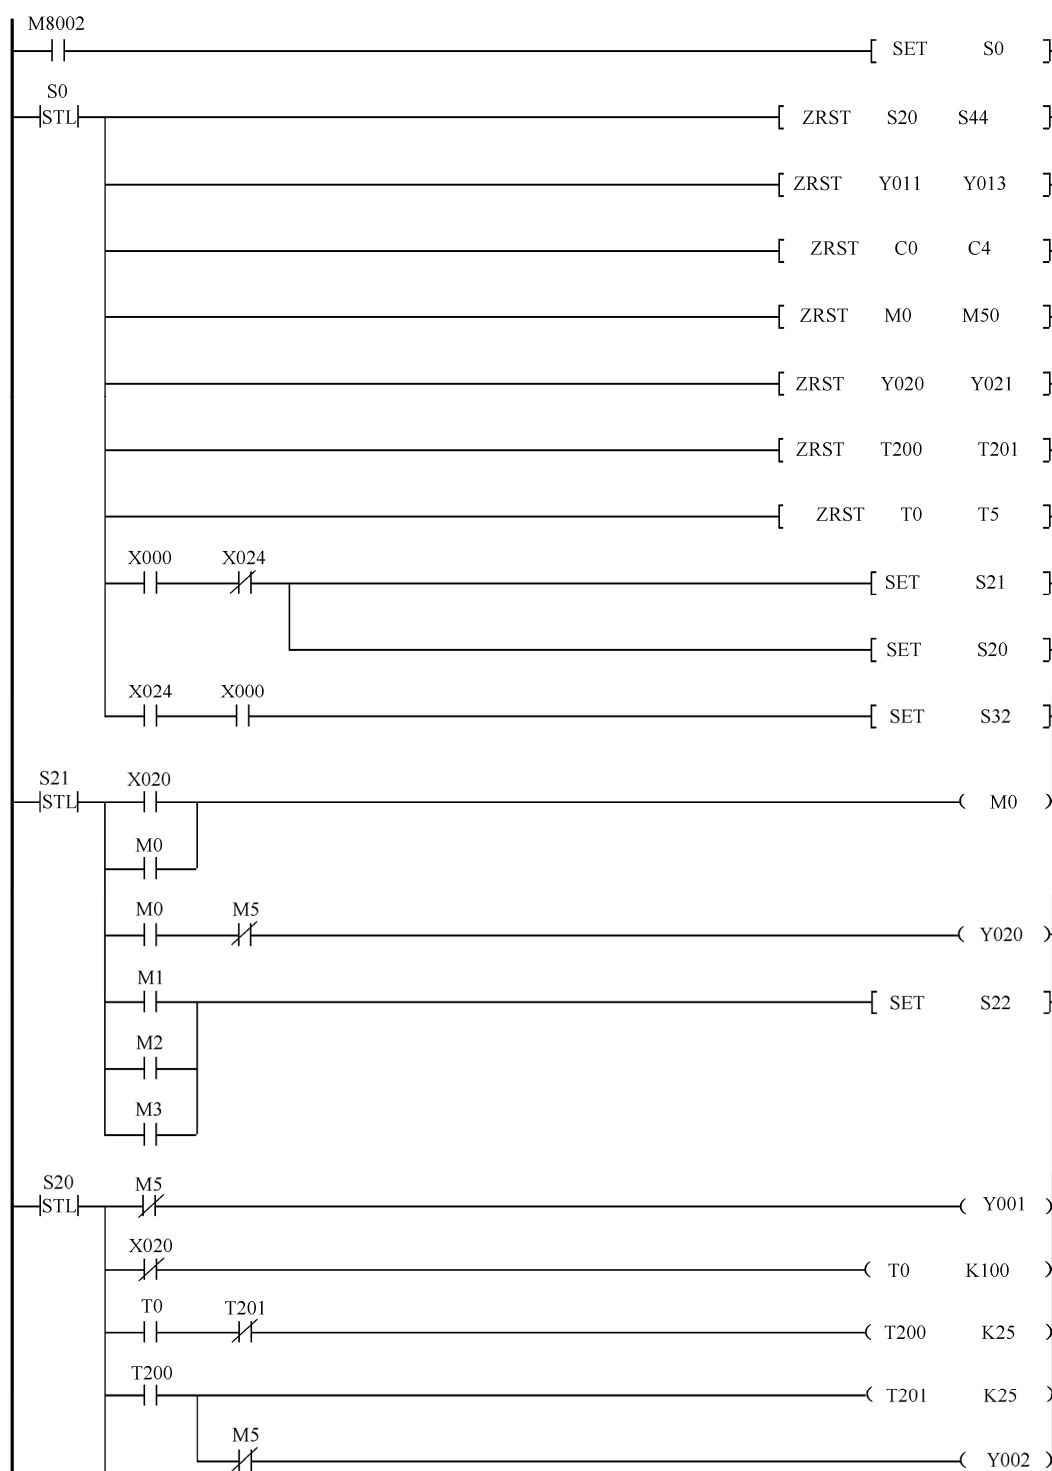 M8002
SET S0
S0
STL
ZRST S20 S44
ZRST Y011 Y013
ZRST C0 C4
ZRST M0 M50
ZRST Y020 Y021
ZRST T200 T201
ZRST T0 T5
X000 X024
SET S21
SET S20
X024 X000
SET S32
S21 X020
STL
M0
M0
M0 M5
Y020
M1
SET S22
M2
M3
S20 M5
STL
Y001
X020
T0 K100
T0 T201
T200 K25
T200
T201 K25
M5
Y002